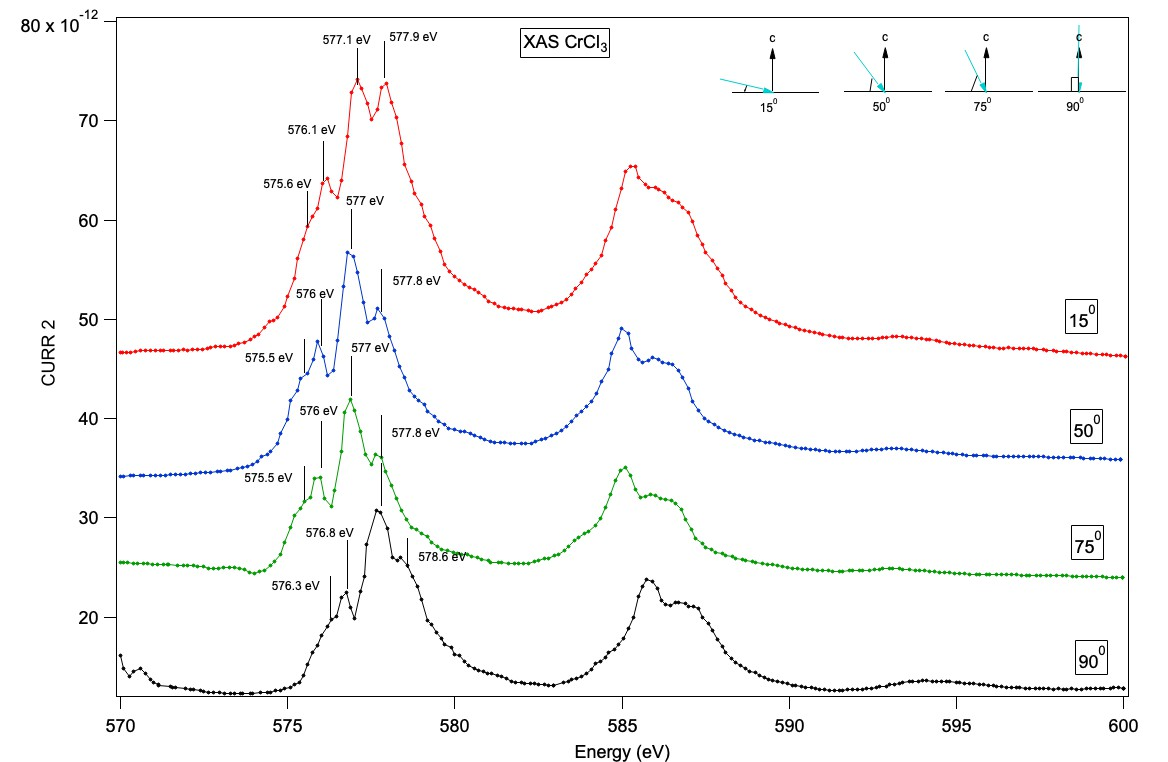 80 x 10⁻¹²
70
60
50
40
30
20
CURR 2
XAS CrCl₃
c
c
c
c
15⁰
50⁰
75⁰
90⁰
577.1 eV
577.9 eV
576.1 eV
575.6 eV
577 eV
577.8 eV
576 eV
575.5 eV
577 eV
576 eV
577.8 eV
575.5 eV
576.8 eV
578.6 eV
576.3 eV
15⁰
50⁰
75⁰
90⁰
570
575
580
585
590
595
600
Energy (eV)